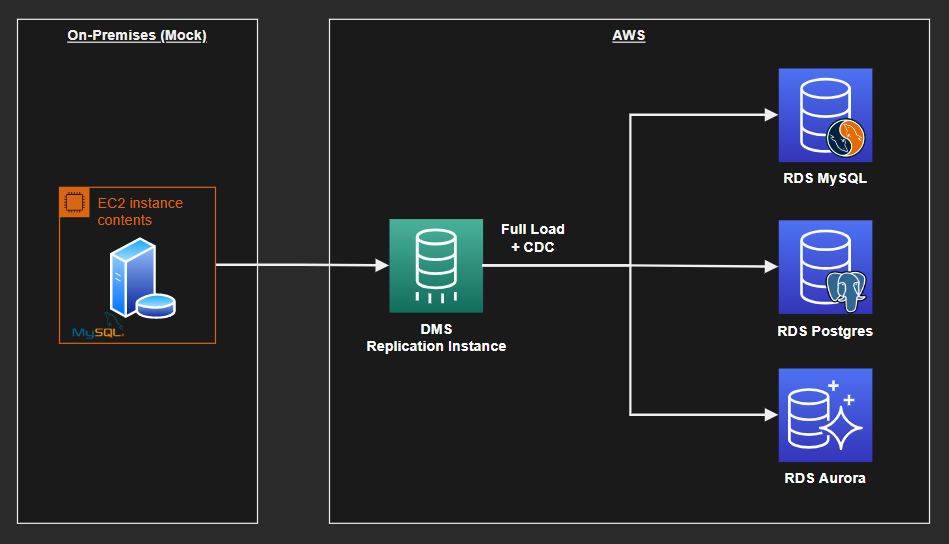 On-Premises (Mock)
AWS
EC2 instance
contents
MySQL
DMS
Replication Instance
Full Load
+ CDC
RDS MySQL
RDS Postgres
RDS Aurora